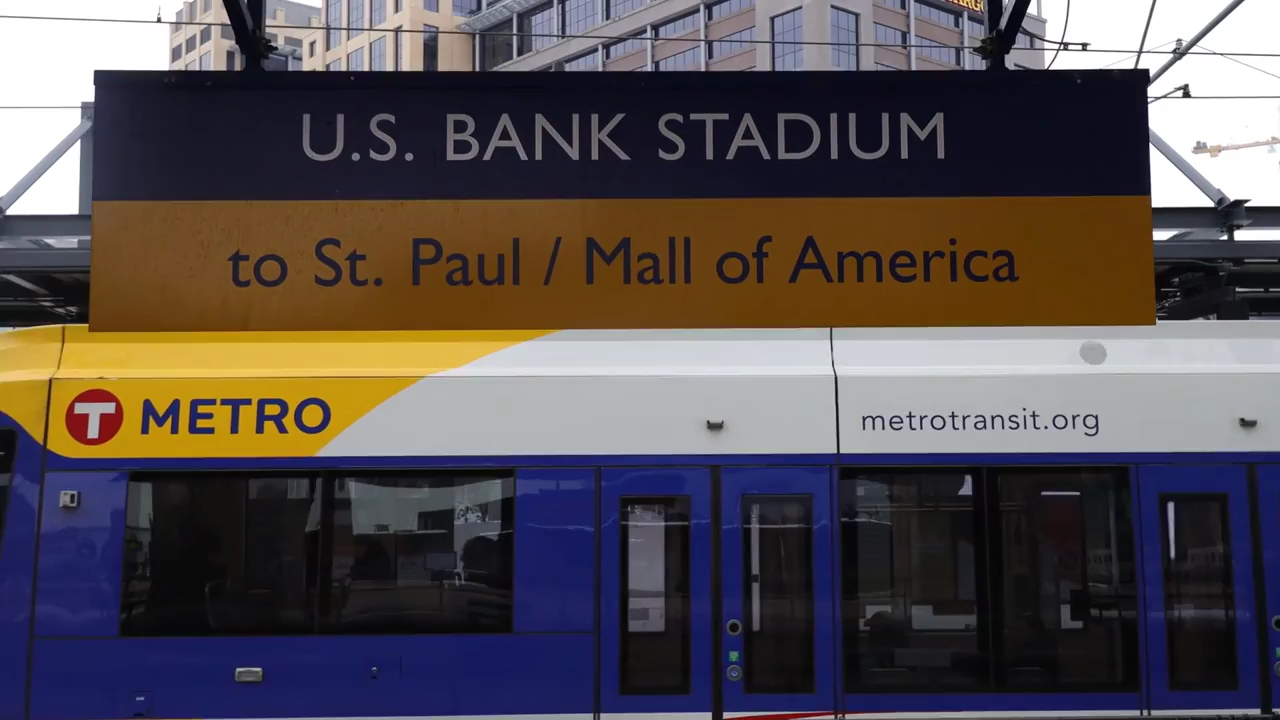 U.S. BANK STADIUM
to St. Paul / Mall of America
T METRO
metrotransit.org